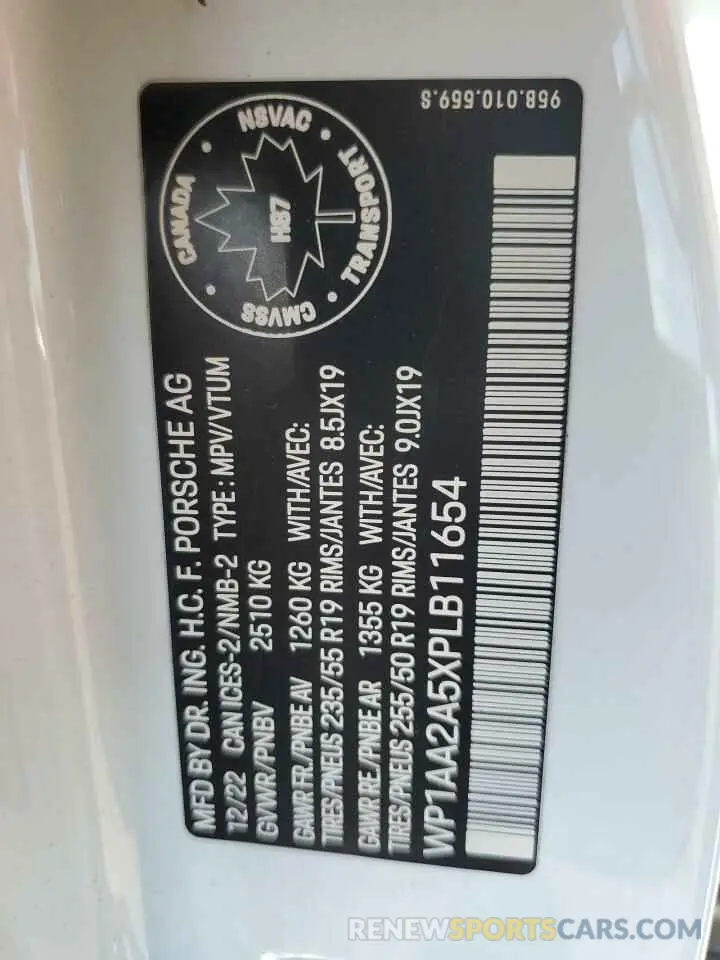 MFD BY DR. ING. H.C. F. PORSCHE AG
12/22 CAN ICES-2/NMB-2 TYPE: MPV/VTUM
GVWR/PNBV 2510 KG
GAWR FR./PNBE AV 1260 KG WITH/AVEC:
TIRES/PNEUS 235/55 R19 RIMS/JANTES 8.5JX19
GAWR RE./PNBE AR 1355 KG WITH/AVEC:
TIRES/PNEUS 255/50 R19 RIMS/JANTES 9.0JX19
WP1AA2A5XPLB11654
CANADA
NSVAC
TRANSPORT
CMVSS
H87
958.010.559.S
RENEWSPORTSCARS.COM